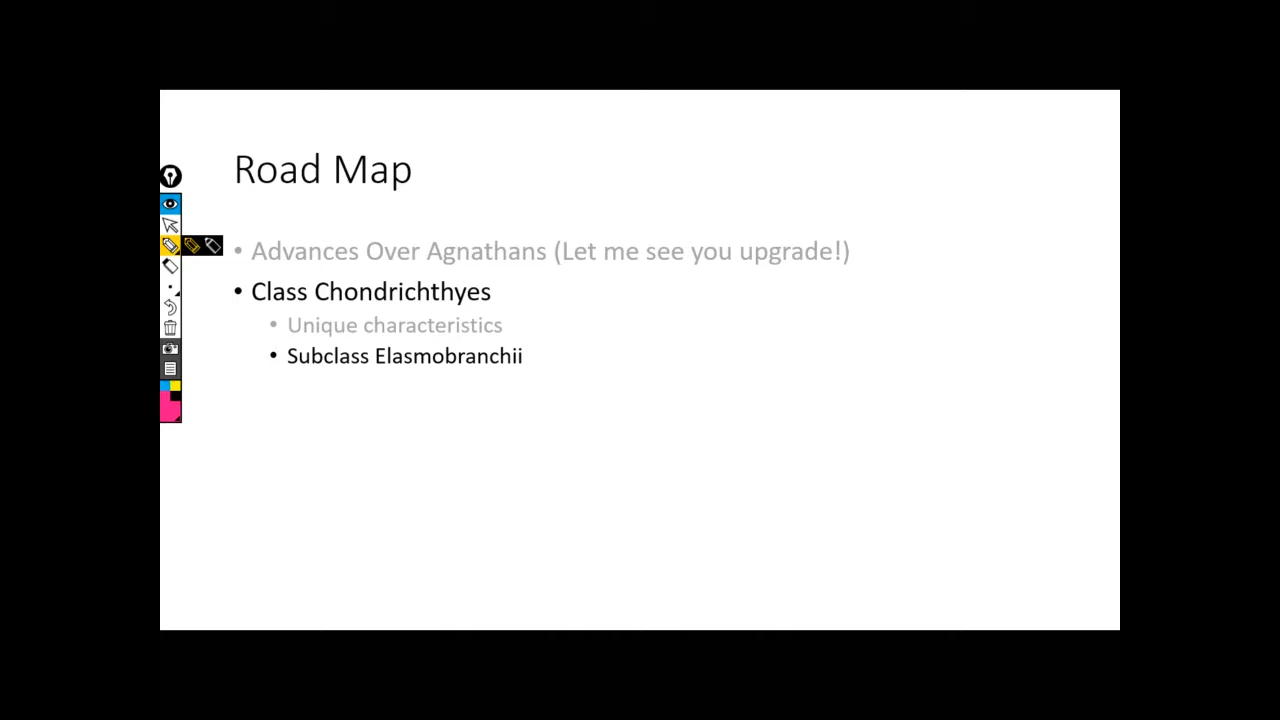 Road Map
• Advances Over Agnathans (Let me see you upgrade!)
• Class Chondrichthyes
• Unique characteristics
• Subclass Elasmobranchii